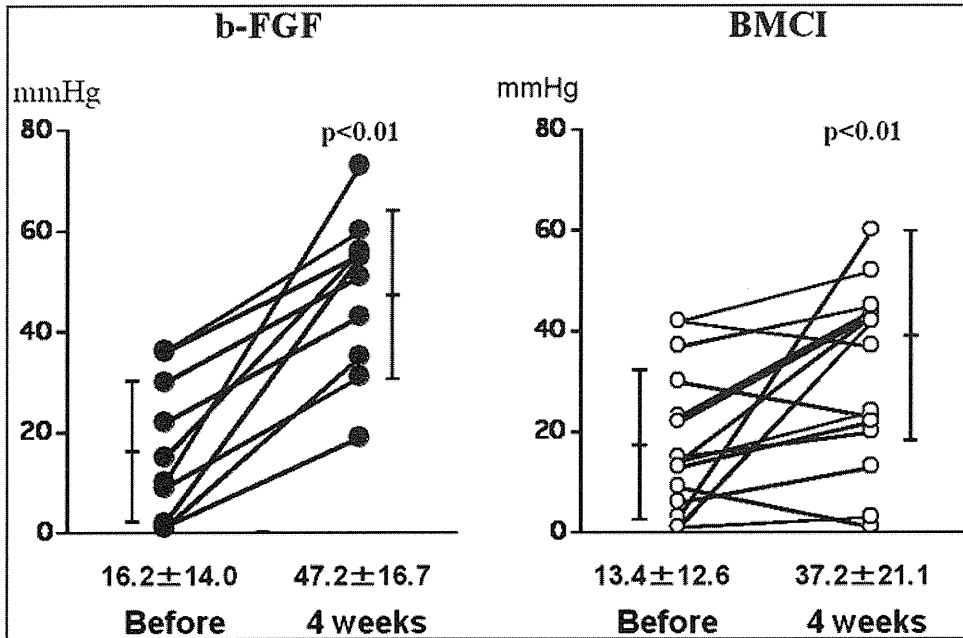 b-FGF
mmHg
80
60
40
20
0
p<0.01
16.2±14.0 47.2±16.7
Before 4 weeks
BMCI
mmHg
80
60
40
20
0
p<0.01
13.4±12.6 37.2±21.1
Before 4 weeks